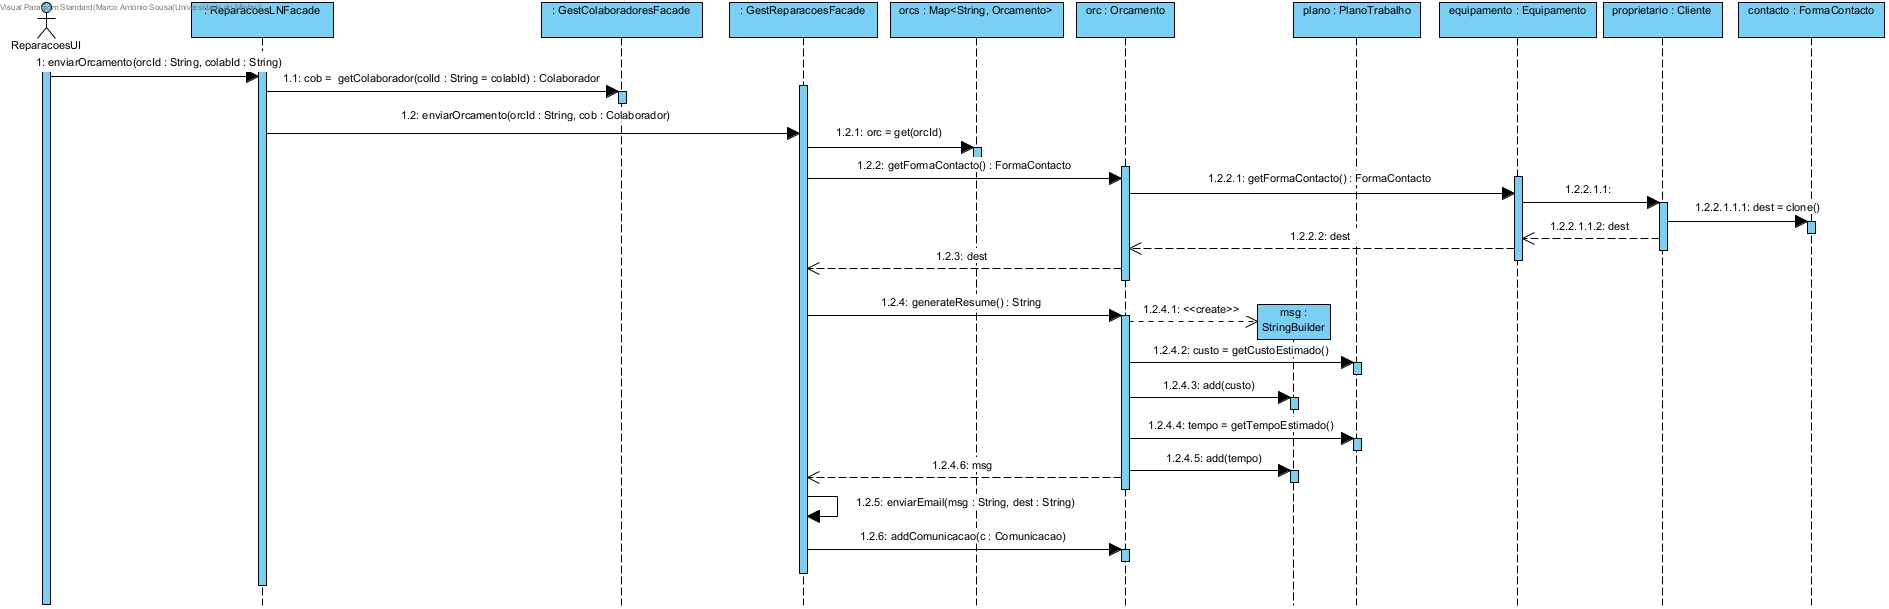 Visual Paradigm Standard(Marco António Sousa(Universidade do Minho))
ReparacoesUI
: ReparacoesLNFacade
: GestColaboradoresFacade
: GestReparacoesFacade
orcs : Map<String, Orcamento>
orc : Orcamento
plano : PlanoTrabalho
equipamento : Equipamento
proprietario : Cliente
contacto : FormaContacto
1: enviarOrcamento(orcId : String, colabId : String)
1.1: cob = getColaborador(colId : String = colabId) : Colaborador
1.2: enviarOrcamento(orcId : String, cob : Colaborador)
1.2.1: orc = get(orcId)
1.2.2: getFormaContacto() : FormaContacto
1.2.2.1: getFormaContacto() : FormaContacto
1.2.2.1.1:
1.2.2.1.1.1: dest = clone()
1.2.2.1.1.2: dest
1.2.2.2: dest
1.2.3: dest
1.2.4: generateResume() : String
1.2.4.1: <<create>>
msg :
StringBuilder
1.2.4.2: custo = getCustoEstimado()
1.2.4.3: add(custo)
1.2.4.4: tempo = getTempoEstimado()
1.2.4.5: add(tempo)
1.2.4.6: msg
1.2.5: enviarEmail(msg : String, dest : String)
1.2.6: addComunicacao(c : Comunicacao)